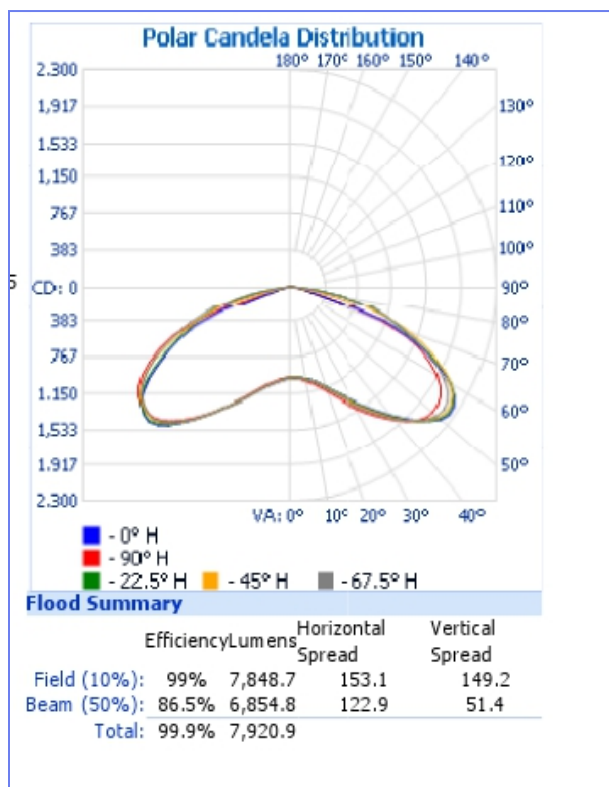 Polar Candela Distribution
2.300 180° 170° 160° 150° 140°
1,917 130°
1.533 120°
1,150 110°
767 100°
383
CD: 0 90°
383 80°
767 70°
1.150 60°
1,533
1.917 50°
2.300
VA: 0° 10° 20° 30° 40°
- 0° H
- 90° H
- 22.5° H - 45° H - 67.5° H
Flood Summary
Efficiency Lumens Horizontal Spread Vertical Spread
Field (10%): 99% 7,848.7 153.1 149.2
Beam (50%): 86.5% 6,854.8 122.9 51.4
Total: 99.9% 7,920.9